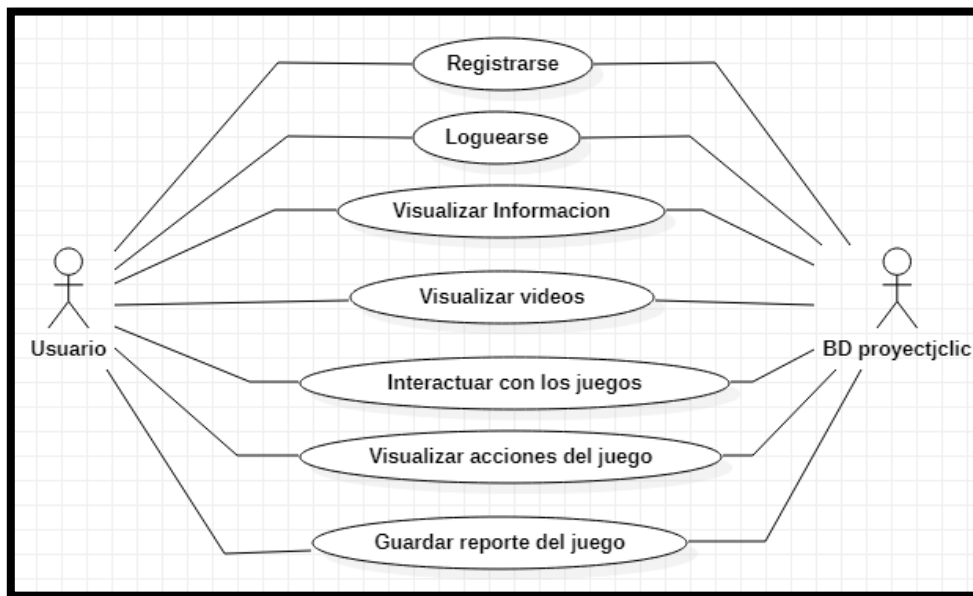 Registrarse
Loguearse
Visualizar Informacion
Visualizar videos
Usuario
BD proyectjclic
Interactuar con los juegos
Visualizar acciones del juego
Guardar reporte del juego